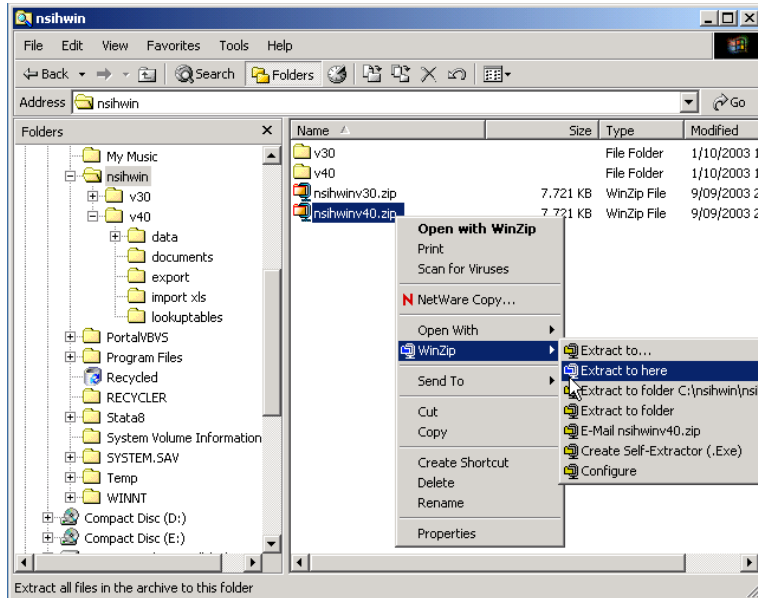 nsihwin
File Edit View Favorites Tools Help
Back Search Folders
Address nsihwin Go
Folders x
Name Size Type Modified
My Music
nsihwin
v30
v40
data
documents
export
import xls
lookuptables
PortalVBVS
Program Files
Recycled
RECYCLER
Stata8
System Volume Information
SYSTEM.SAV
Temp
WINNT
Compact Disc (D:)
Compact Disc (E:)
v30 File Folder 1/10/2003 1
v40 File Folder 1/10/2003 1
nsihwinv30.zip 7.721 KB WinZip File 9/09/2003 2
nsihwinv40.zip 7.721 KB WinZip File 9/09/2003 2
Open with WinZip
Print
Scan for Viruses
NetWare Copy...
Open With
WinZip
Send To
Cut
Copy
Create Shortcut
Delete
Rename
Properties
Extract to...
Extract to here
Extract to folder C:\nsihwin\nsi
Extract to folder
E-Mail nsihwinv40.zip
Create Self-Extractor (.Exe)
Configure
Extract all files in the archive to this folder